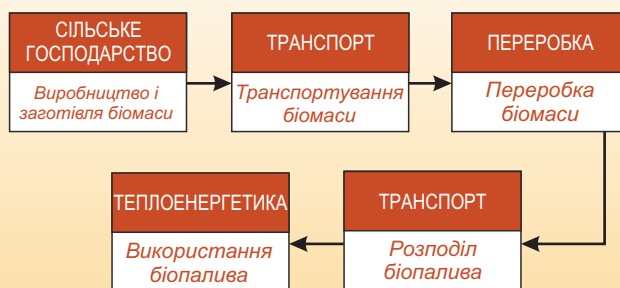 СІЛЬСЬКЕ
ГОСПОДАРСТВО
Виробництво і
заготівля біомаси
ТРАНСПОРТ
Транспортування
біомаси
ПЕРЕРОБКА
Переробка
біомаси
ТЕПЛОЕНЕРГЕТИКА
Використання
біопалива
ТРАНСПОРТ
Розподіл
біопалива